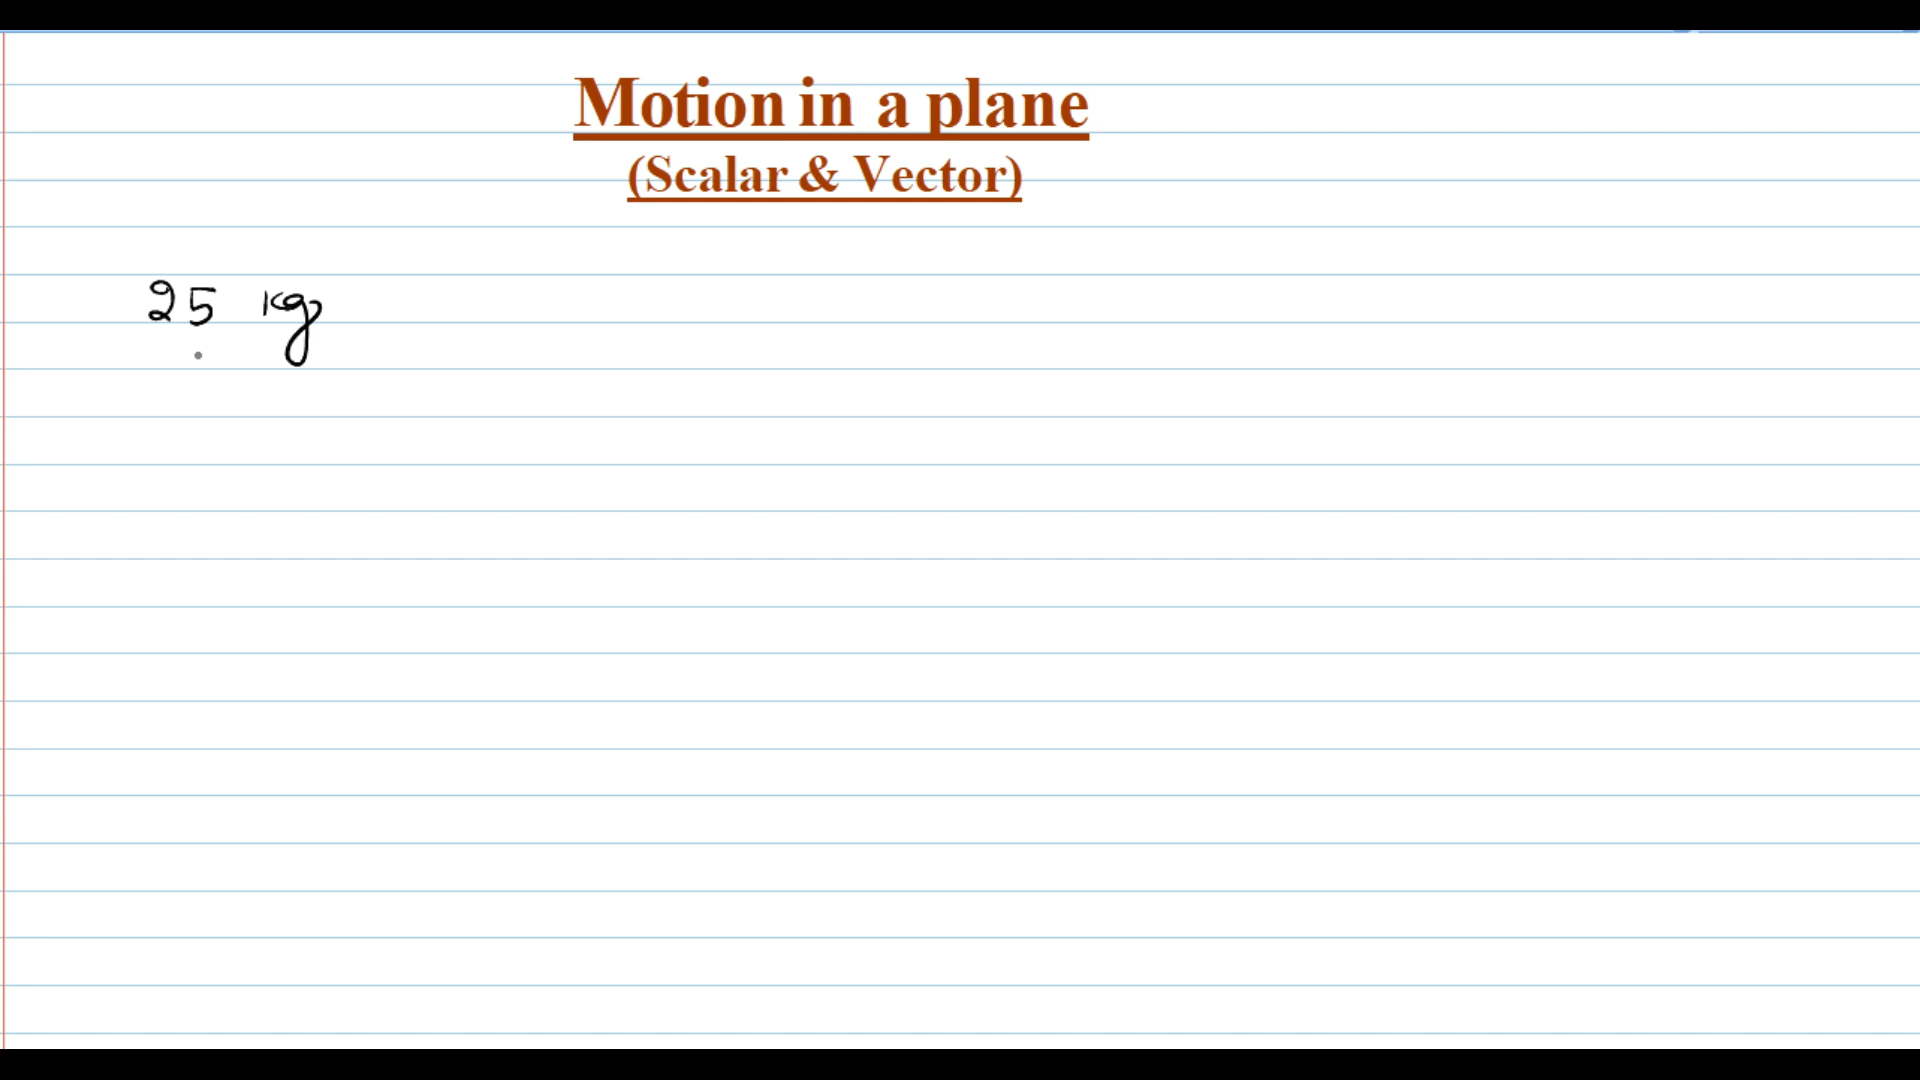 Motion in a plane
(Scalar & Vector)
25 kg